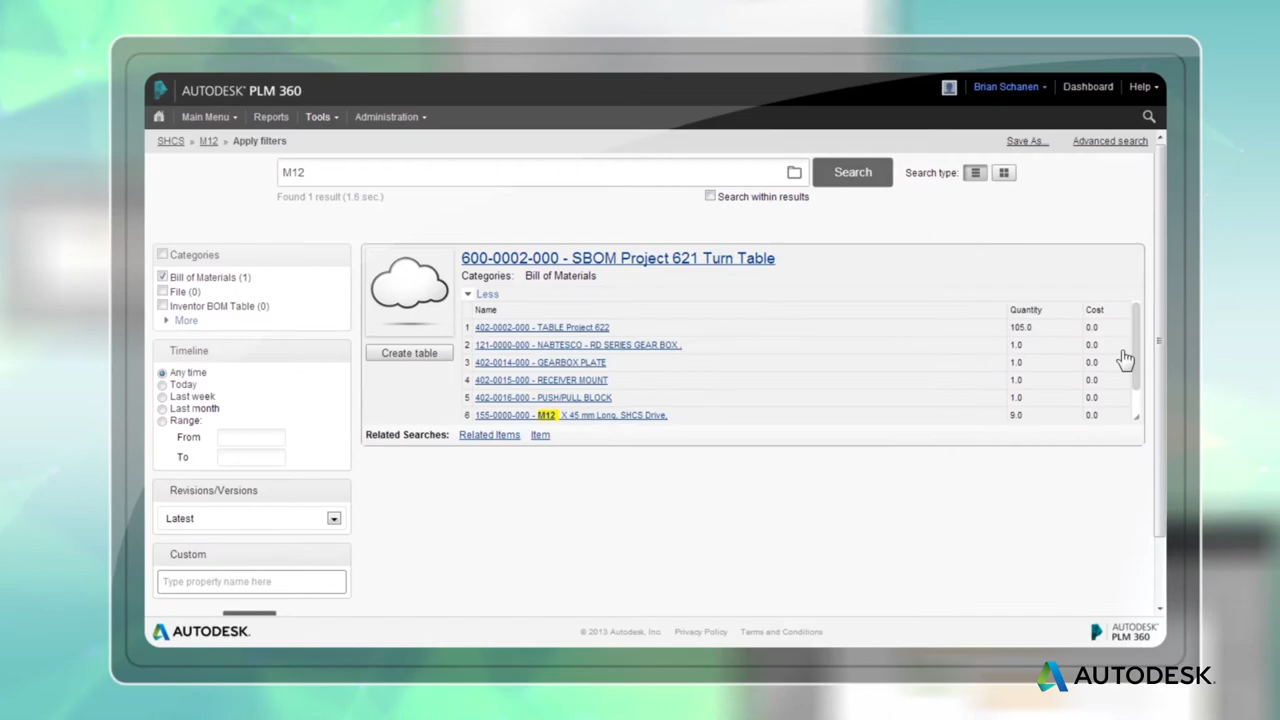 AUTODESK® PLM 360
Brian Schanen
Dashboard
Help
Main Menu
Reports
Tools
Administration
SHCS » M12 » Apply filters
Save As...
Advanced search
M12
Search
Search type:
Found 1 result (1.6 sec.)
Search within results
Categories
Bill of Materials (1)
File (0)
Inventor BOM Table (0)
More
Timeline
Any time
Today
Last week
Last month
Range:
From
To
Revisions/Versions
Latest
Custom
Type property name here
600-0002-000 - SBOM Project 621 Turn Table
Categories: Bill of Materials
Less
Name Quantity Cost
1 402-0002-000 - TABLE Project 622 105.0 0.0
2 121-0000-000 - NABTESCO - RD SERIES GEAR BOX , 1.0 0.0
3 402-0014-000 - GEARBOX PLATE 1.0 0.0
4 402-0015-000 - RECEIVER MOUNT 1.0 0.0
5 402-0016-000 - PUSH/PULL BLOCK 1.0 0.0
6 155-0000-000 - M12 X 45 mm Long, SHCS Drive, 9.0 0.0
Create table
Related Searches: Related Items Item
AUTODESK.
© 2013 Autodesk, Inc. Privacy Policy Terms and Conditions
AUTODESK®
PLM 360
AUTODESK.